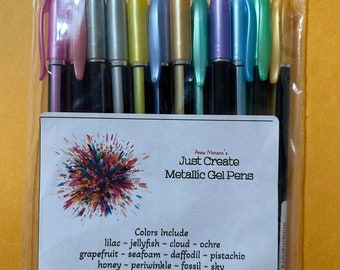 Anna Monera's
Just Create
Metallic Gel Pens
Colors Include
lilac ~ jellyfish ~ cloud ~ ochre
grapefruit ~ seafoam ~ daffodil ~ pistachio
honey ~ periwinkle ~ fossil ~ sky